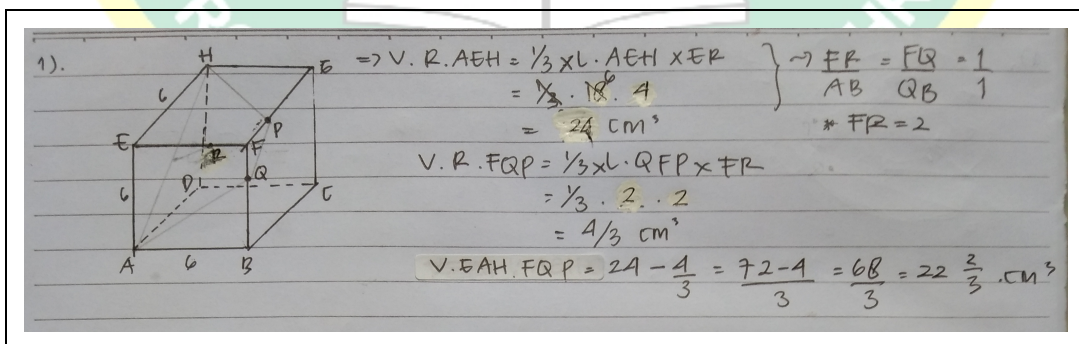 1).
H
G
6
P
E
F
R
Q
D
C
6
A
6
B
=> V. R. AEH = 1/3 x L. AEH x ER
= 1/3 . 18 6 . 4
= 24 cm³
V. R. FQP = 1/3 x L. QFP x FR
= 1/3 . 2 . . 2
= 4/3 cm³
V. EAH. FQP = 24 - 4/3 = 72-4/3 = 68/3 = 22 2/3 . cm³
} ~> FR/AB = FQ/QB = 1/1
* FR = 2